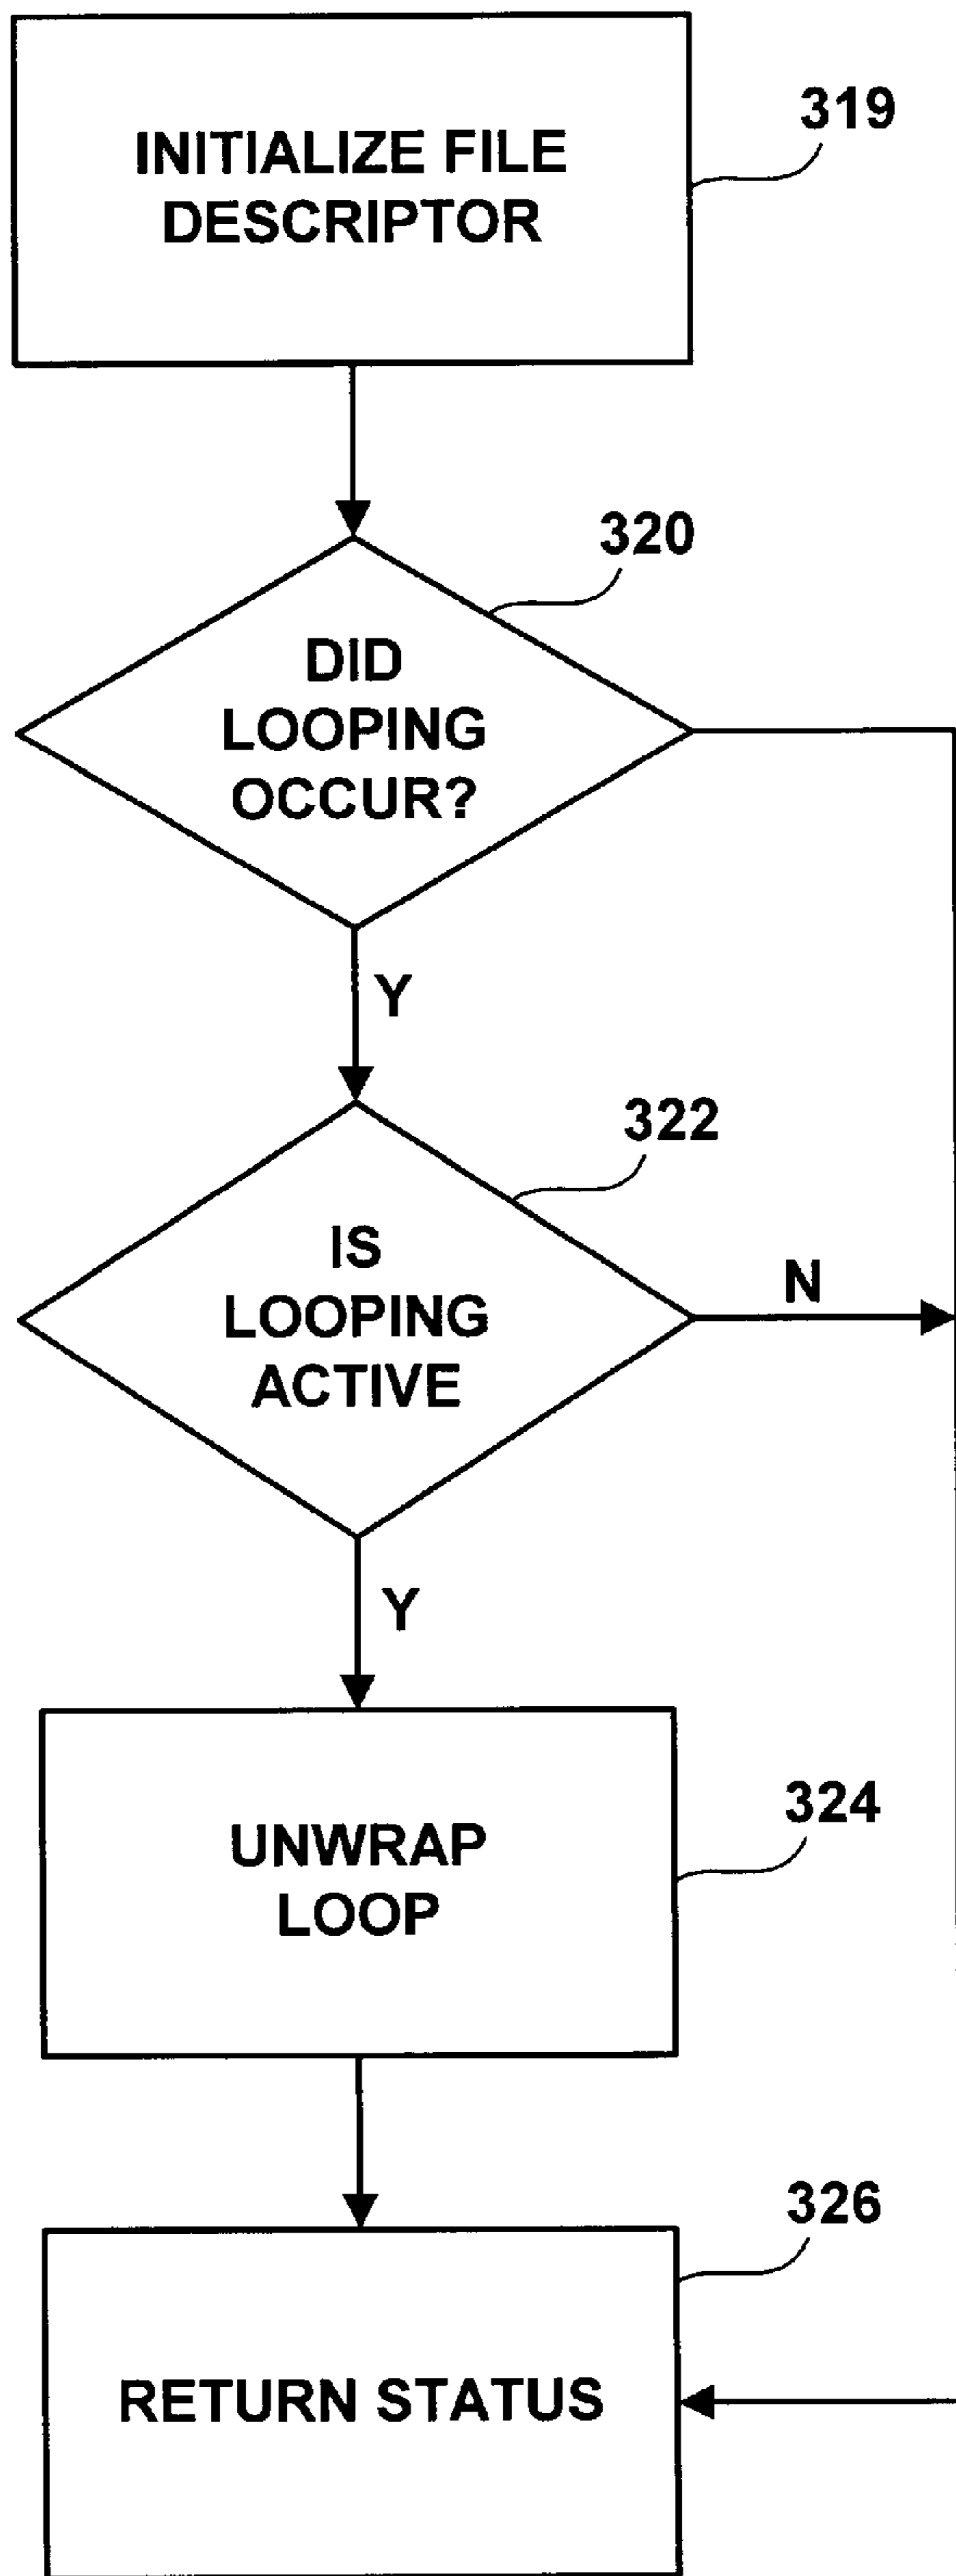 INITIALIZE FILE
DESCRIPTOR
319
DID
LOOPING
OCCUR?
320
Y
IS
LOOPING
ACTIVE
322
N
Y
UNWRAP
LOOP
324
RETURN STATUS
326